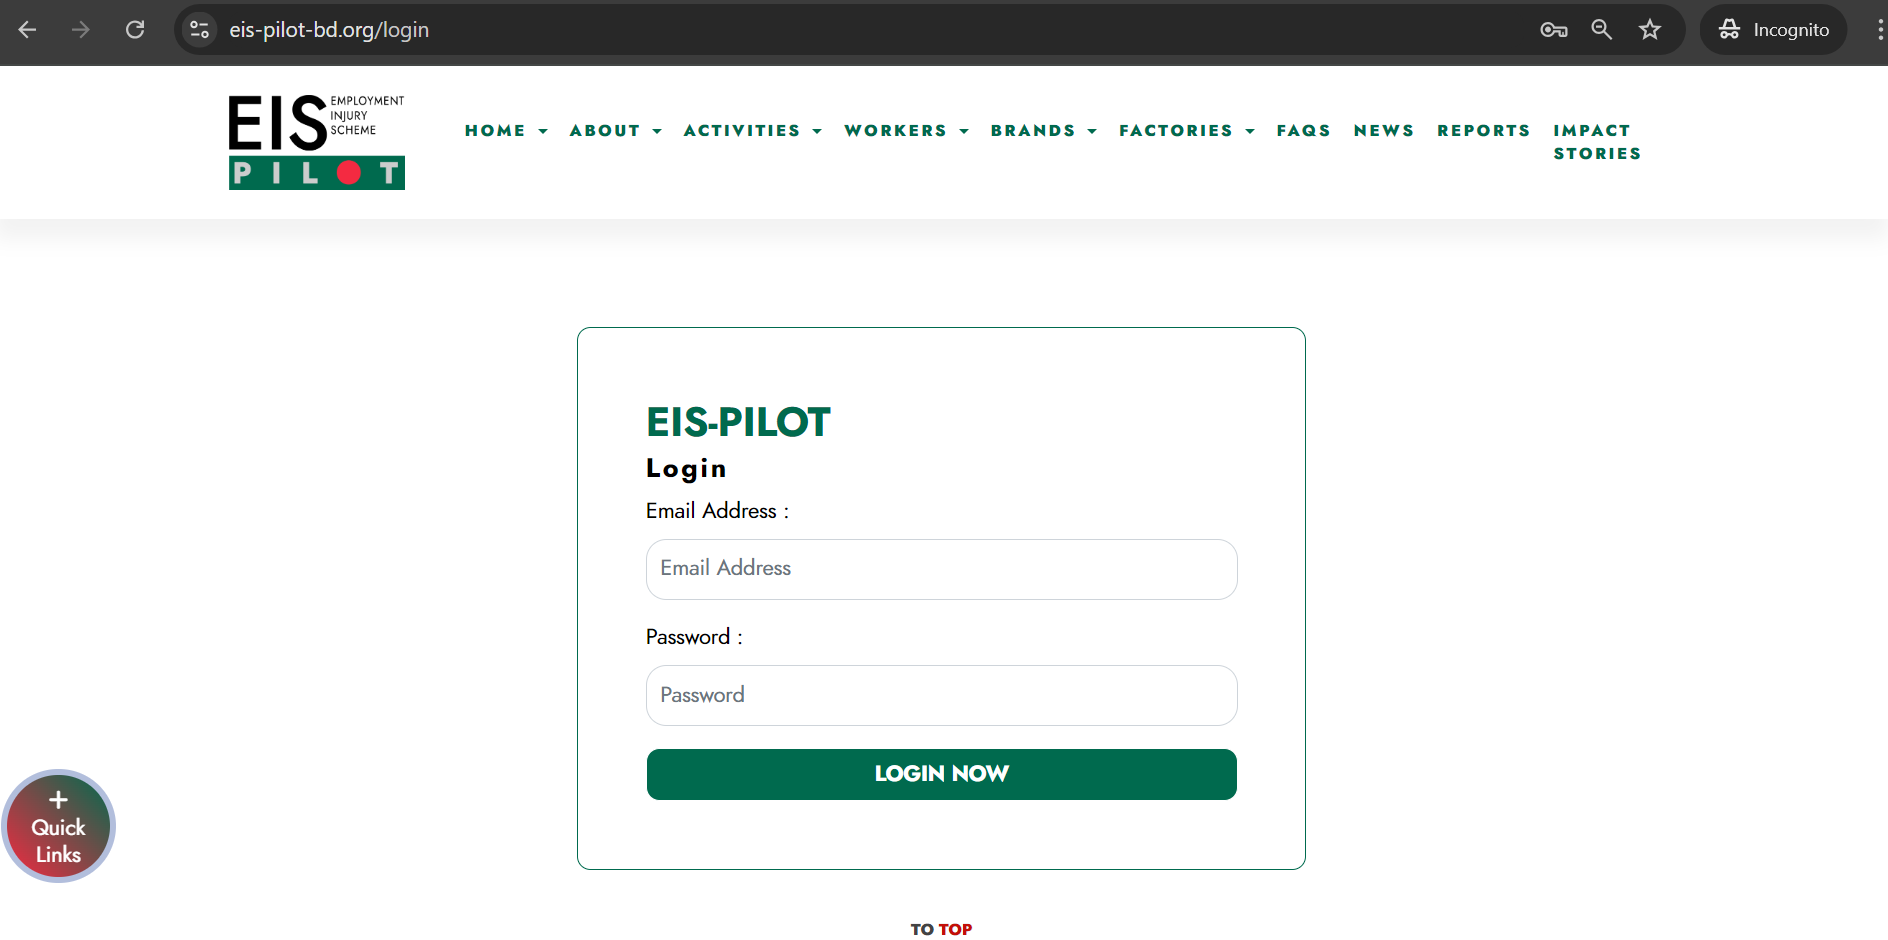 eis-pilot-bd.org/login
Incognito
EIS EMPLOYMENT
INJURY
SCHEME
PILOT
HOME ABOUT ACTIVITIES WORKERS BRANDS FACTORIES FAQS NEWS REPORTS IMPACT
STORIES
EIS-PILOT
Login
Email Address :
Email Address
Password :
Password
LOGIN NOW
+
Quick
Links
TO TOP